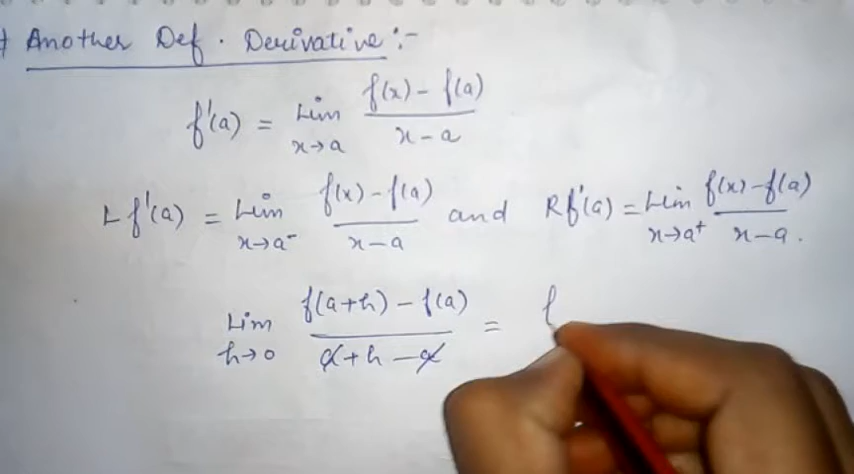 Another Def. Derivative :-
f'(a) = Lim x→a f(x) - f(a) / x - a
Lf'(a) = Lim x→a⁻ f(x) - f(a) / x - a and Rf'(a) = Lim x→a⁺ f(x) - f(a) / x - a.
Lim h→0 f(a+h) - f(a) / a + h - a =